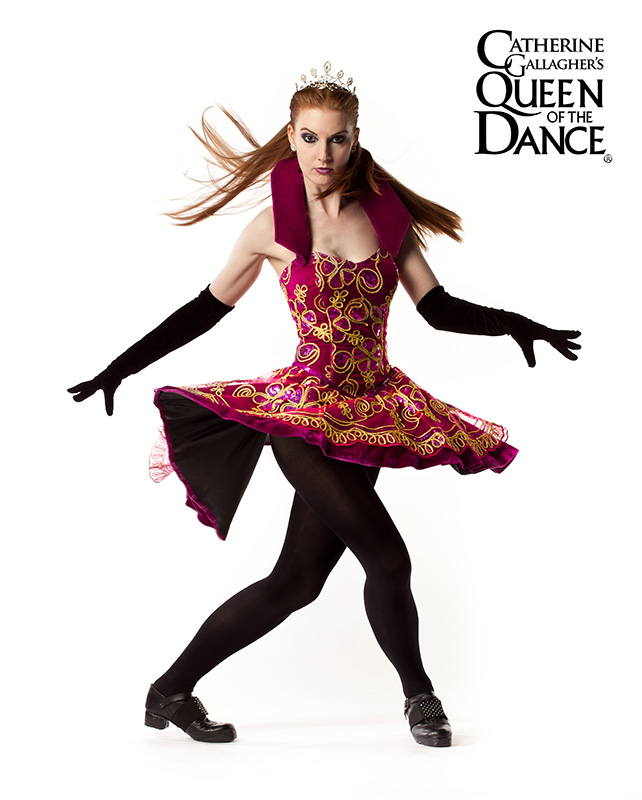 CATHERINE
GALLAGHER'S
QUEEN
OF THE
DANCE®